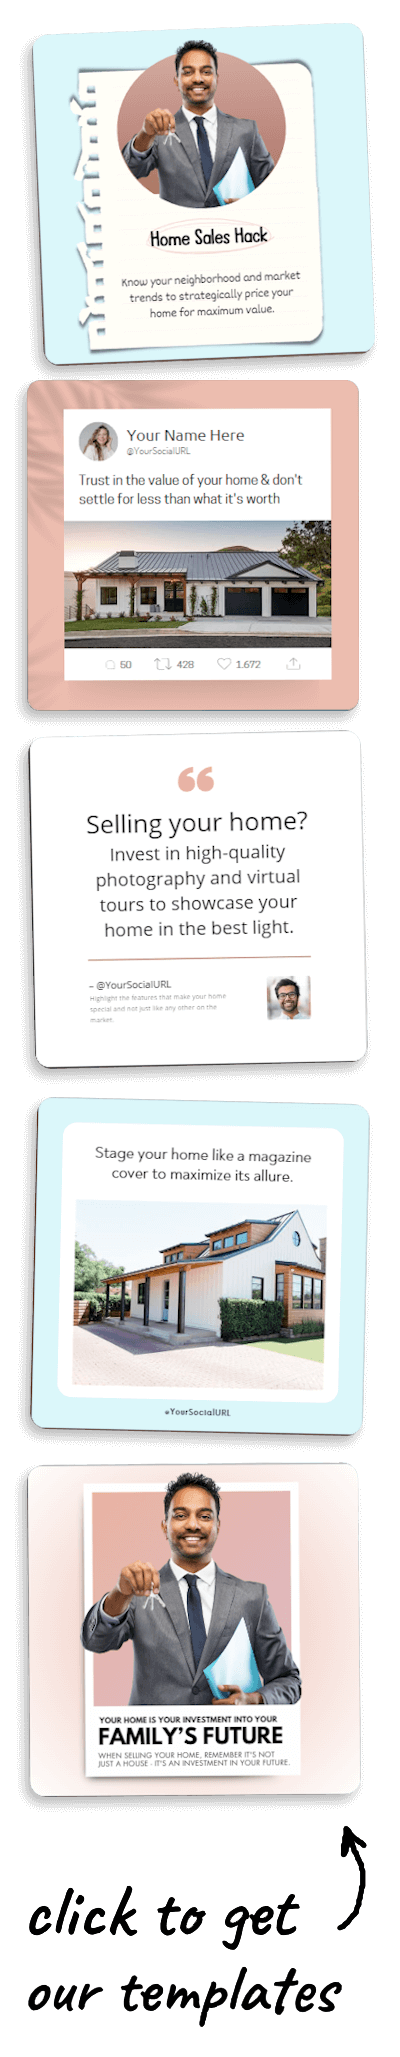 Home Sales Hack
Know your neighborhood and market
trends to strategically price your
home for maximum value.
Your Name Here
@YourSocialURL
Trust in the value of your home & don't
settle for less than what it's worth
50 428 1.672
Selling your home?
Invest in high-quality
photography and virtual
tours to showcase your
home in the best light.
– @YourSocialURL
Highlight the features that make your home
special and not just like any other on the
market.
Stage your home like a magazine
cover to maximize its allure.
@YourSocialURL
YOUR HOME IS YOUR INVESTMENT INTO YOUR
FAMILY'S FUTURE
WHEN SELLING YOUR HOME, REMEMBER IT'S NOT
JUST A HOUSE - IT'S AN INVESTMENT IN YOUR FUTURE.
click to get
our templates